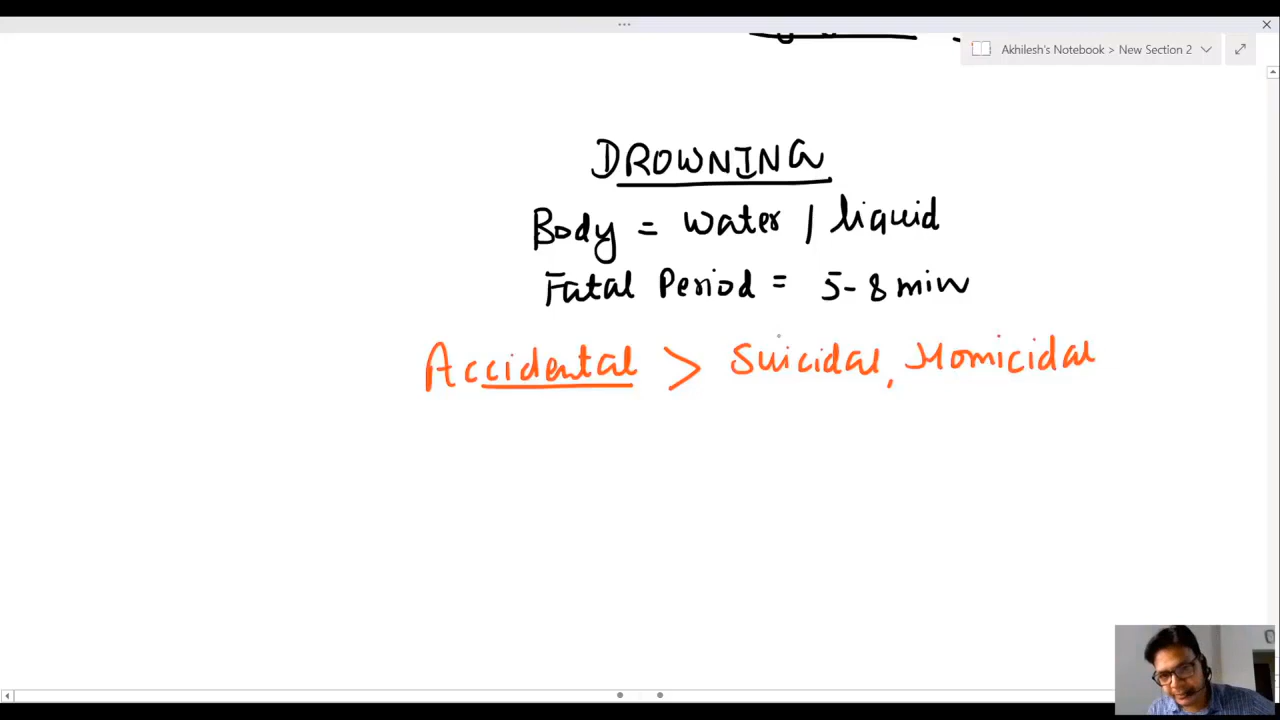 Akhilesh's Notebook > New Section 2
DROWNING
Body = water / liquid
Fatal Period = 5-8 min
Accidental > Suicidal, Homicidal